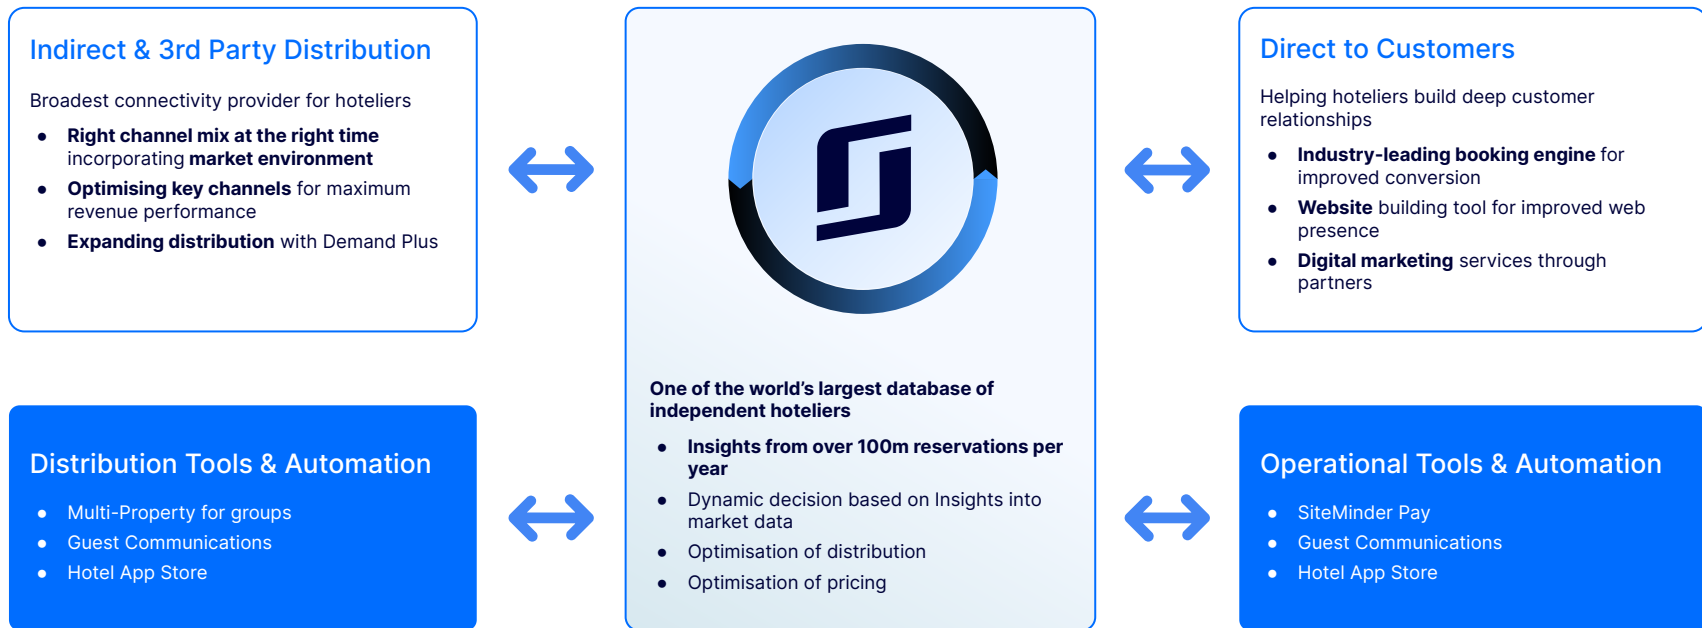 Indirect & 3rd Party Distribution
Broadest connectivity provider for hoteliers
● Right channel mix at the right time
incorporating market environment
● Optimising key channels for maximum
revenue performance
● Expanding distribution with Demand Plus
Distribution Tools & Automation
● Multi-Property for groups
● Guest Communications
● Hotel App Store
One of the world's largest database of
independent hoteliers
● Insights from over 100m reservations per
year
● Dynamic decision based on Insights into
market data
● Optimisation of distribution
● Optimisation of pricing
Direct to Customers
Helping hoteliers build deep customer
relationships
● Industry-leading booking engine for
improved conversion
● Website building tool for improved web
presence
● Digital marketing services through
partners
Operational Tools & Automation
● SiteMinder Pay
● Guest Communications
● Hotel App Store